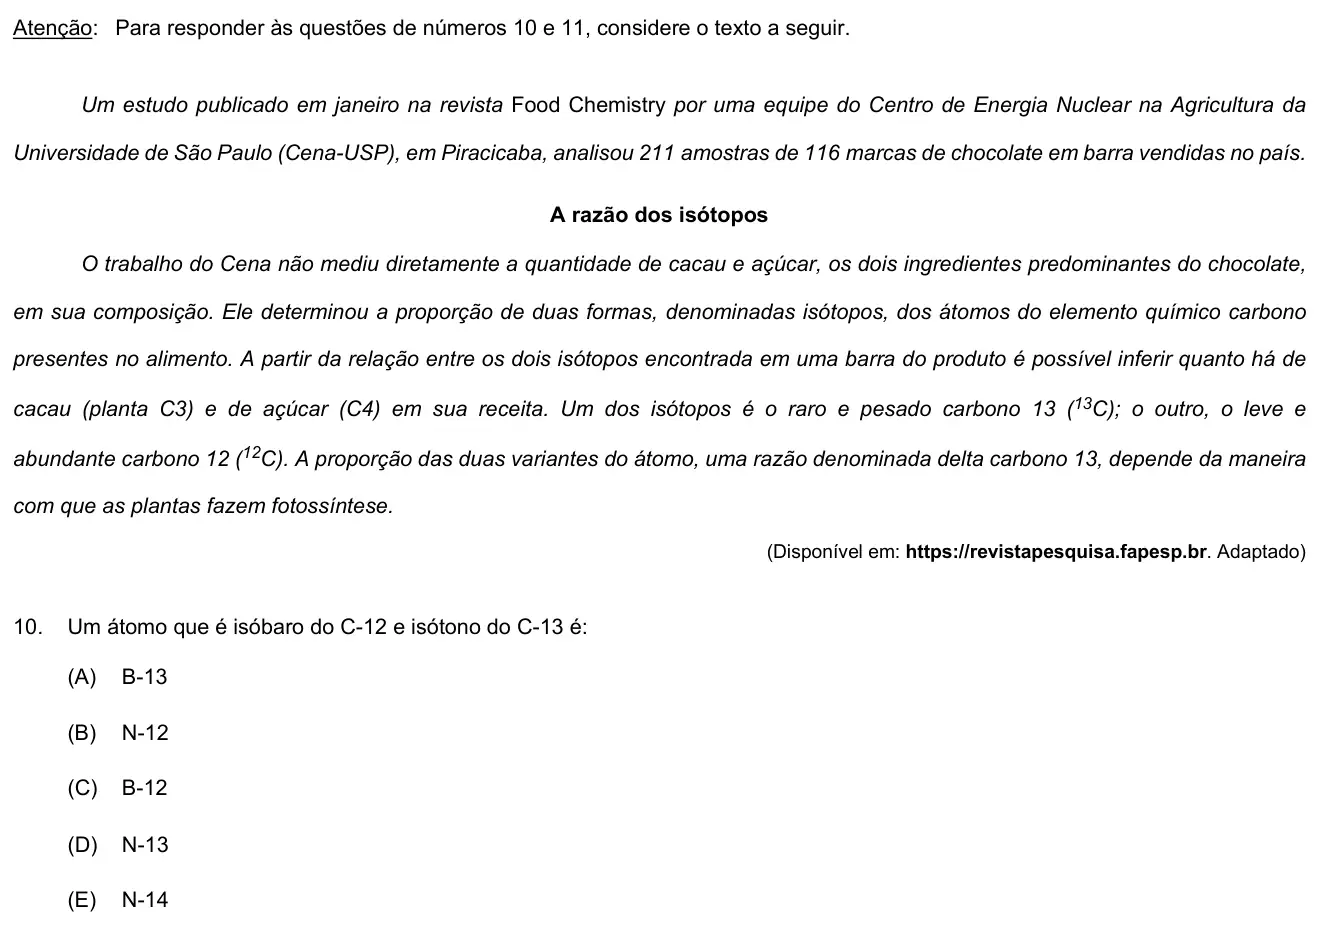 Atenção: Para responder às questões de números 10 e 11, considere o texto a seguir.
Um estudo publicado em janeiro na revista Food Chemistry por uma equipe do Centro de Energia Nuclear na Agricultura da
Universidade de São Paulo (Cena-USP), em Piracicaba, analisou 211 amostras de 116 marcas de chocolate em barra vendidas no país.
A razão dos isótopos
O trabalho do Cena não mediu diretamente a quantidade de cacau e açúcar, os dois ingredientes predominantes do chocolate,
em sua composição. Ele determinou a proporção de duas formas, denominadas isótopos, dos átomos do elemento químico carbono
presentes no alimento. A partir da relação entre os dois isótopos encontrada em uma barra do produto é possível inferir quanto há de
cacau (planta C3) e de açúcar (C4) em sua receita. Um dos isótopos é o raro e pesado carbono 13 (¹³C); o outro, o leve e
abundante carbono 12 (¹²C). A proporção das duas variantes do átomo, uma razão denominada delta carbono 13, depende da maneira
com que as plantas fazem fotossíntese.
(Disponível em: https://revistapesquisa.fapesp.br. Adaptado)
10. Um átomo que é isóbaro do C-12 e isótono do C-13 é:
(A) B-13
(B) N-12
(C) B-12
(D) N-13
(E) N-14